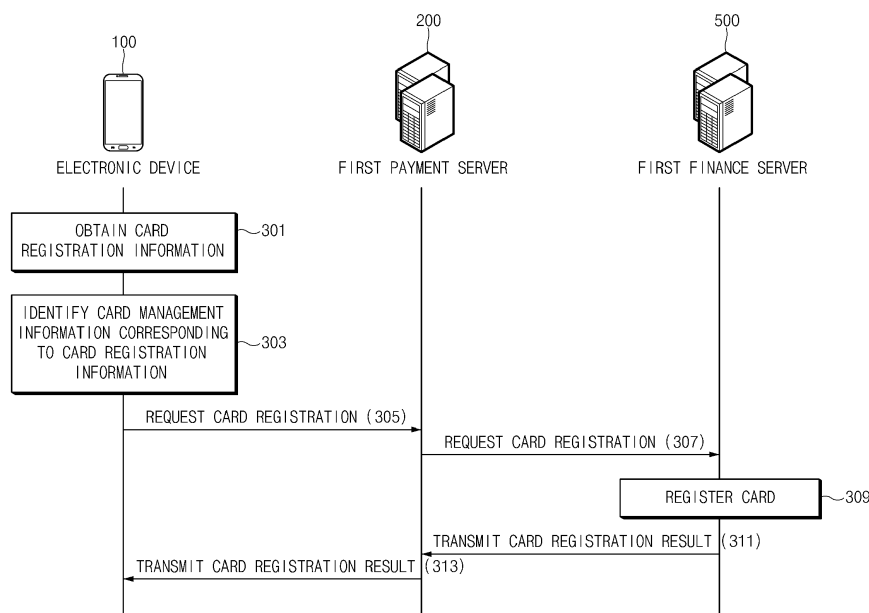 200
500
100
ELECTRONIC DEVICE
FIRST PAYMENT SERVER
FIRST FINANCE SERVER
OBTAIN CARD
REGISTRATION INFORMATION
301
IDENTIFY CARD MANAGEMENT
INFORMATION CORRESPONDING
TO CARD REGISTRATION
INFORMATION
303
REQUEST CARD REGISTRATION (305)
REQUEST CARD REGISTRATION (307)
REGISTER CARD
309
TRANSMIT CARD REGISTRATION RESULT (311)
TRANSMIT CARD REGISTRATION RESULT (313)